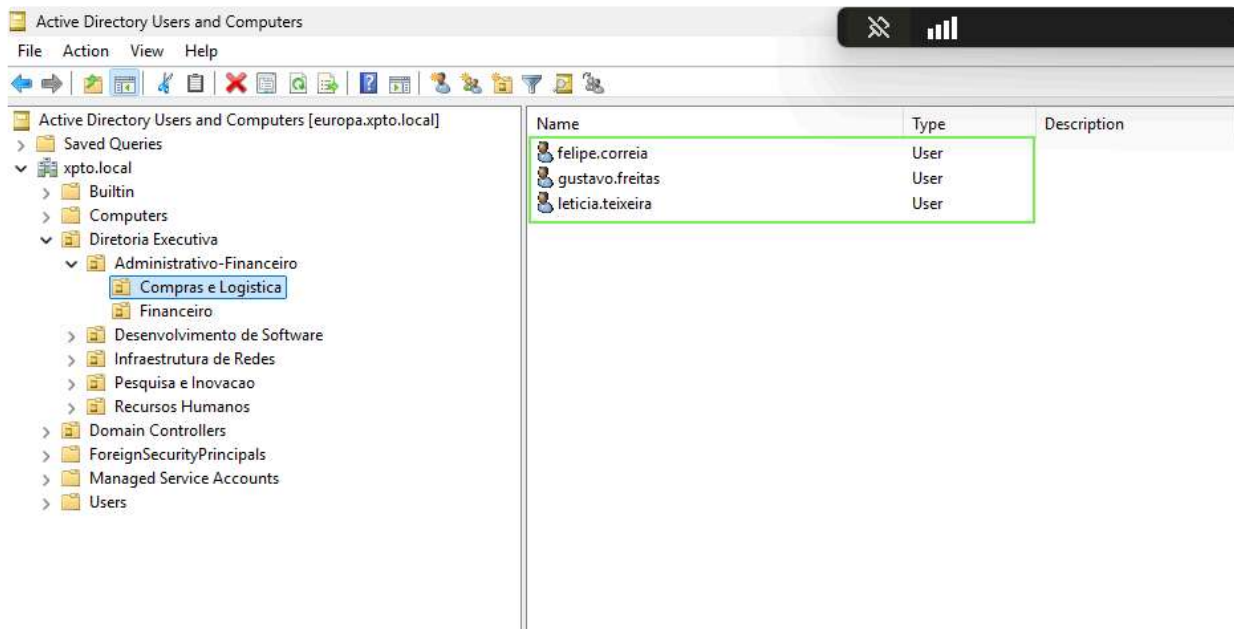 Active Directory Users and Computers
File Action View Help
Active Directory Users and Computers [europa.xpto.local]
Saved Queries
xpto.local
Builtin
Computers
Diretoria Executiva
Administrativo-Financeiro
Compras e Logistica
Financeiro
Desenvolvimento de Software
Infraestrutura de Redes
Pesquisa e Inovacao
Recursos Humanos
Domain Controllers
ForeignSecurityPrincipals
Managed Service Accounts
Users
Name Type Description
felipe.correia User
gustavo.freitas User
leticia.teixeira User